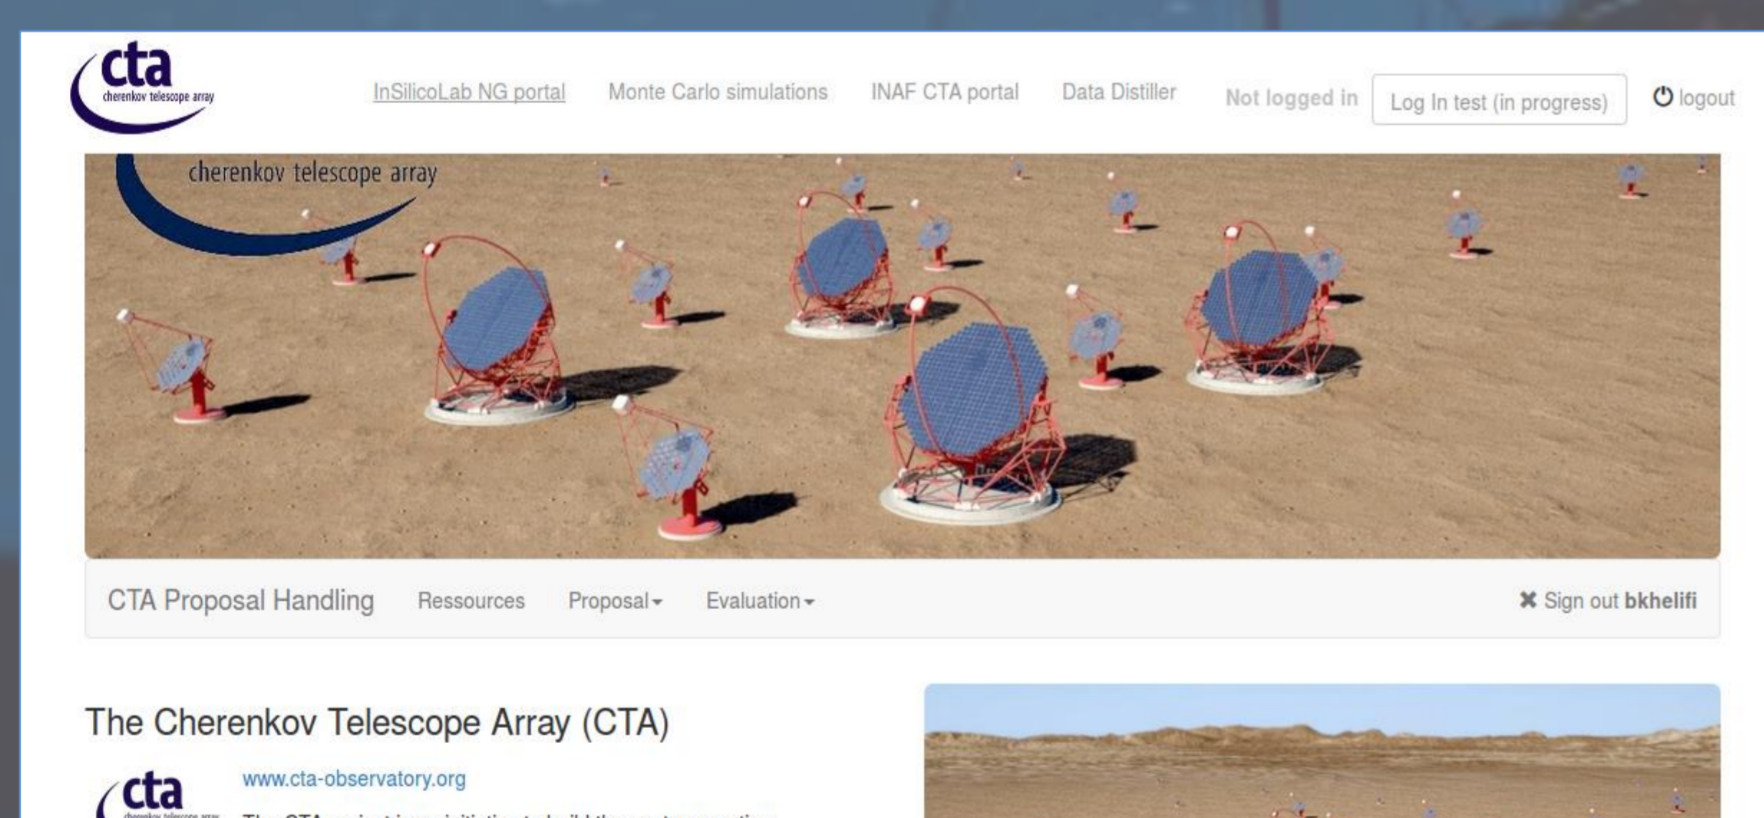 cta
cherenkov telescope array
InSilicoLab NG portal Monte Carlo simulations INAF CTA portal Data Distiller Not logged in Log In test (in progress) logout
cherenkov telescope array
CTA Proposal Handling Ressources Proposal Evaluation Sign out bkhelifi
The Cherenkov Telescope Array (CTA)
cta
www.cta-observatory.org